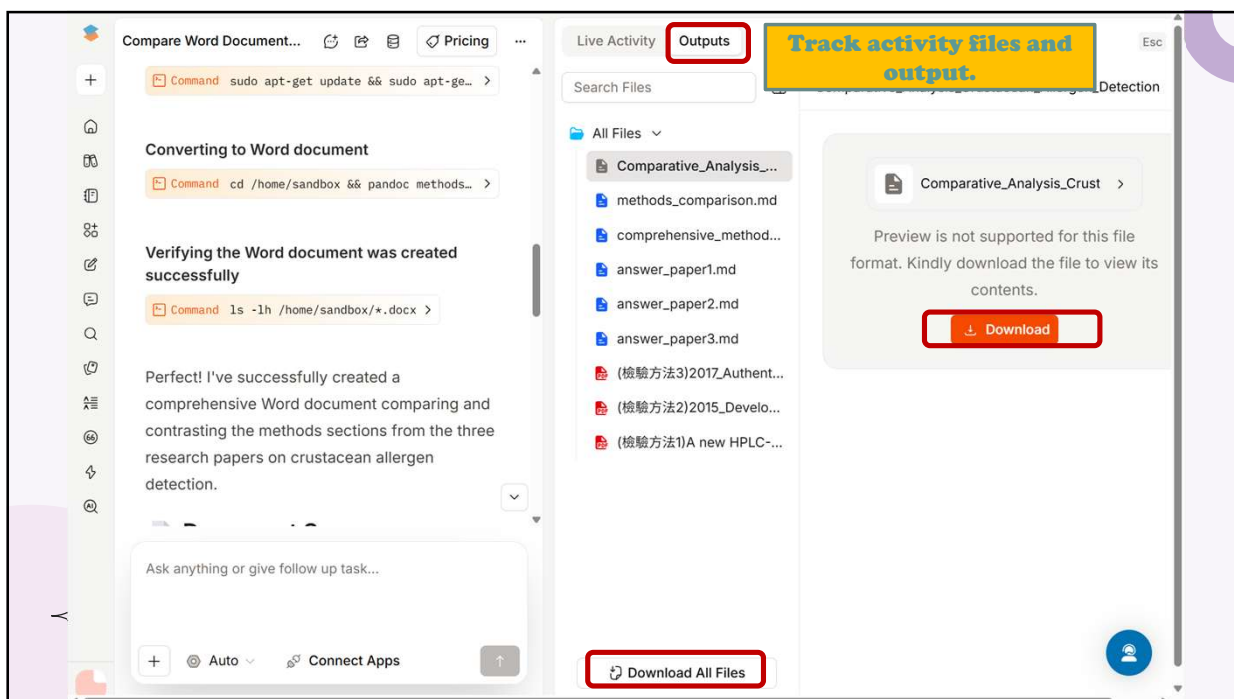 Compare Word Document...
Pricing
Command sudo apt-get update && sudo apt-ge…
Converting to Word document
Command cd /home/sandbox && pandoc methods…
Verifying the Word document was created
successfully
Command ls -lh /home/sandbox/*.docx
Perfect! I've successfully created a
comprehensive Word document comparing and
contrasting the methods sections from the three
research papers on crustacean allergen
detection.
Ask anything or give follow up task...
Auto
Connect Apps
Live Activity
Outputs
Track activity files and
output.
Esc
Search Files
Detection
All Files
Comparative_Analysis_...
methods_comparison.md
comprehensive_method...
answer_paper1.md
answer_paper2.md
answer_paper3.md
(檢驗方法3)2017_Authent...
(檢驗方法2)2015_Develo...
(檢驗方法1)A new HPLC-...
Download All Files
Comparative_Analysis_Crust
Preview is not supported for this file
format. Kindly download the file to view its
contents.
Download